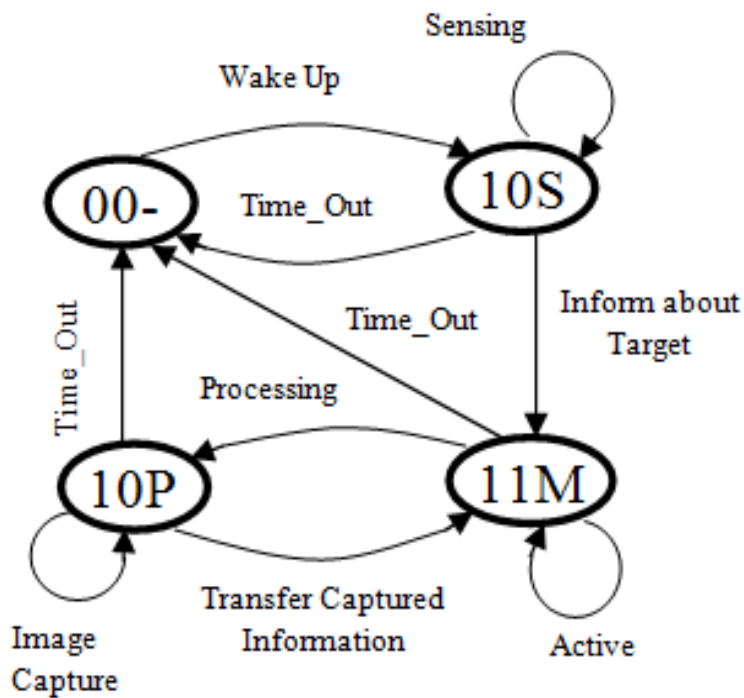 Sensing
Wake Up
00-
10S
Time_Out
Inform about
Target
Time_Out
Time_Out
Processing
10P
11M
Transfer Captured
Information
Image
Capture
Active